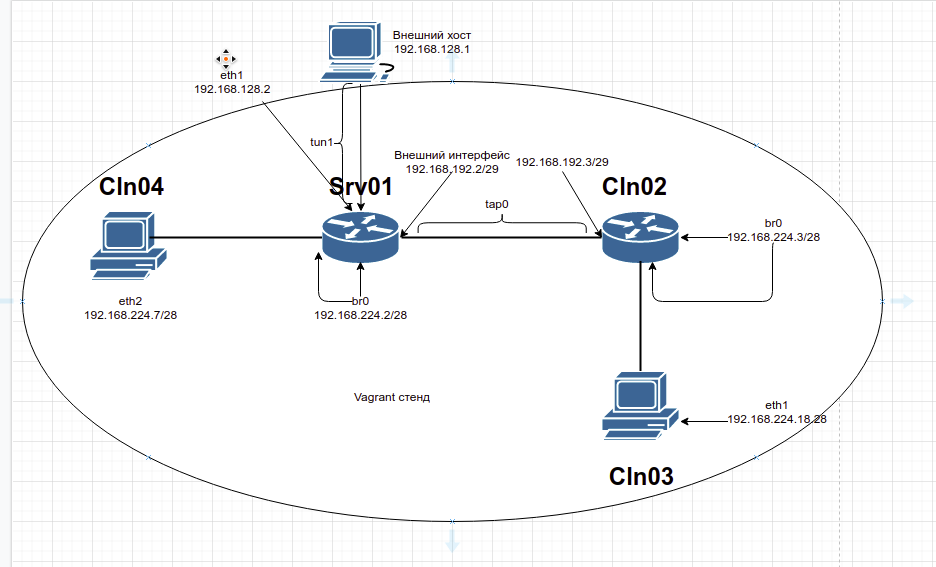 Внешний хост
192.168.128.1
eth1
192.168.128.2
tun1
Внешний интерфейс
192.168.192.2/29
192.168.192.3/29
Cln04
Srv01
Cln02
tap0
br0
192.168.224.3/28
eth2
192.168.224.7/28
br0
192.168.224.2/28
Vagrant стенд
eth1
192.168.224.18.28
Cln03